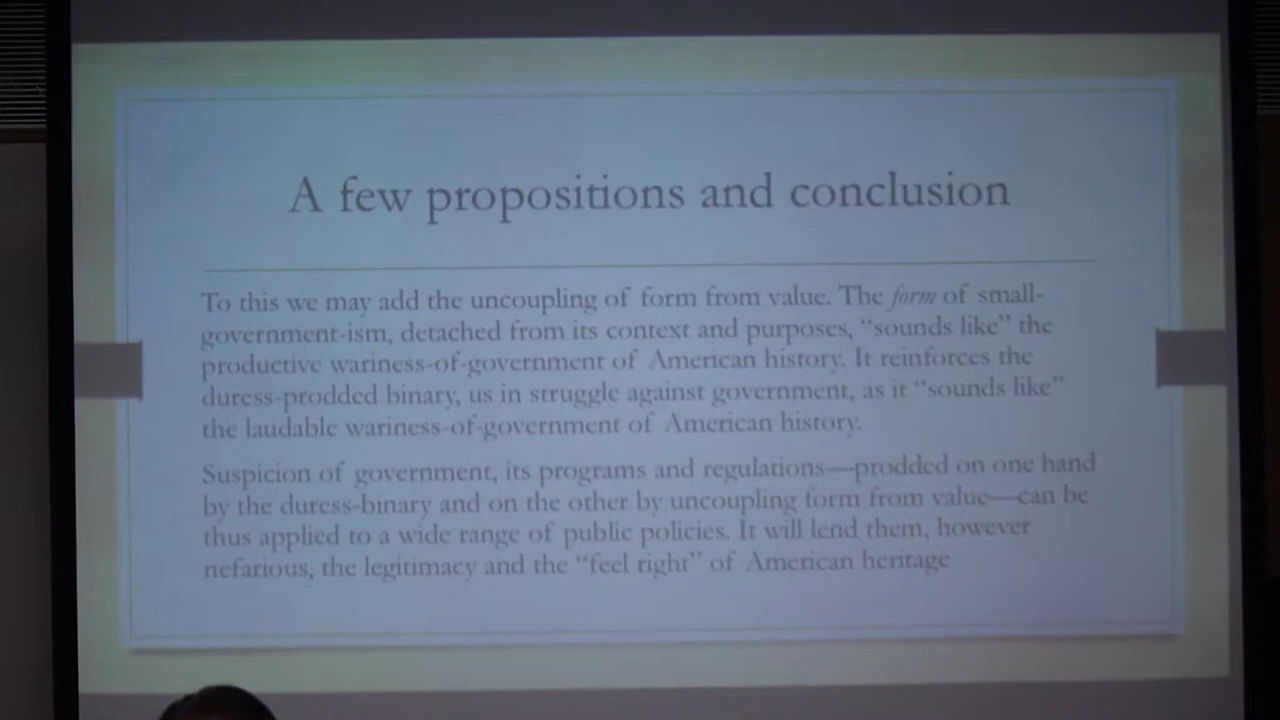 A few propositions and conclusion
To this we may add the uncoupling of form from value. The form of small-
government-ism, detached from its context and purposes, “sounds like” the
productive wariness-of-government of American history. It reinforces the
duress-prodded binary, us in struggle against government, as it “sounds like”
the laudable wariness-of-government of American history.
Suspicion of government, its programs and regulations—prodded on one hand
by the duress-binary and on the other by uncoupling form from value—can be
thus applied to a wide range of public policies. It will lend them, however
nefarious, the legitimacy and the “feel right” of American heritage